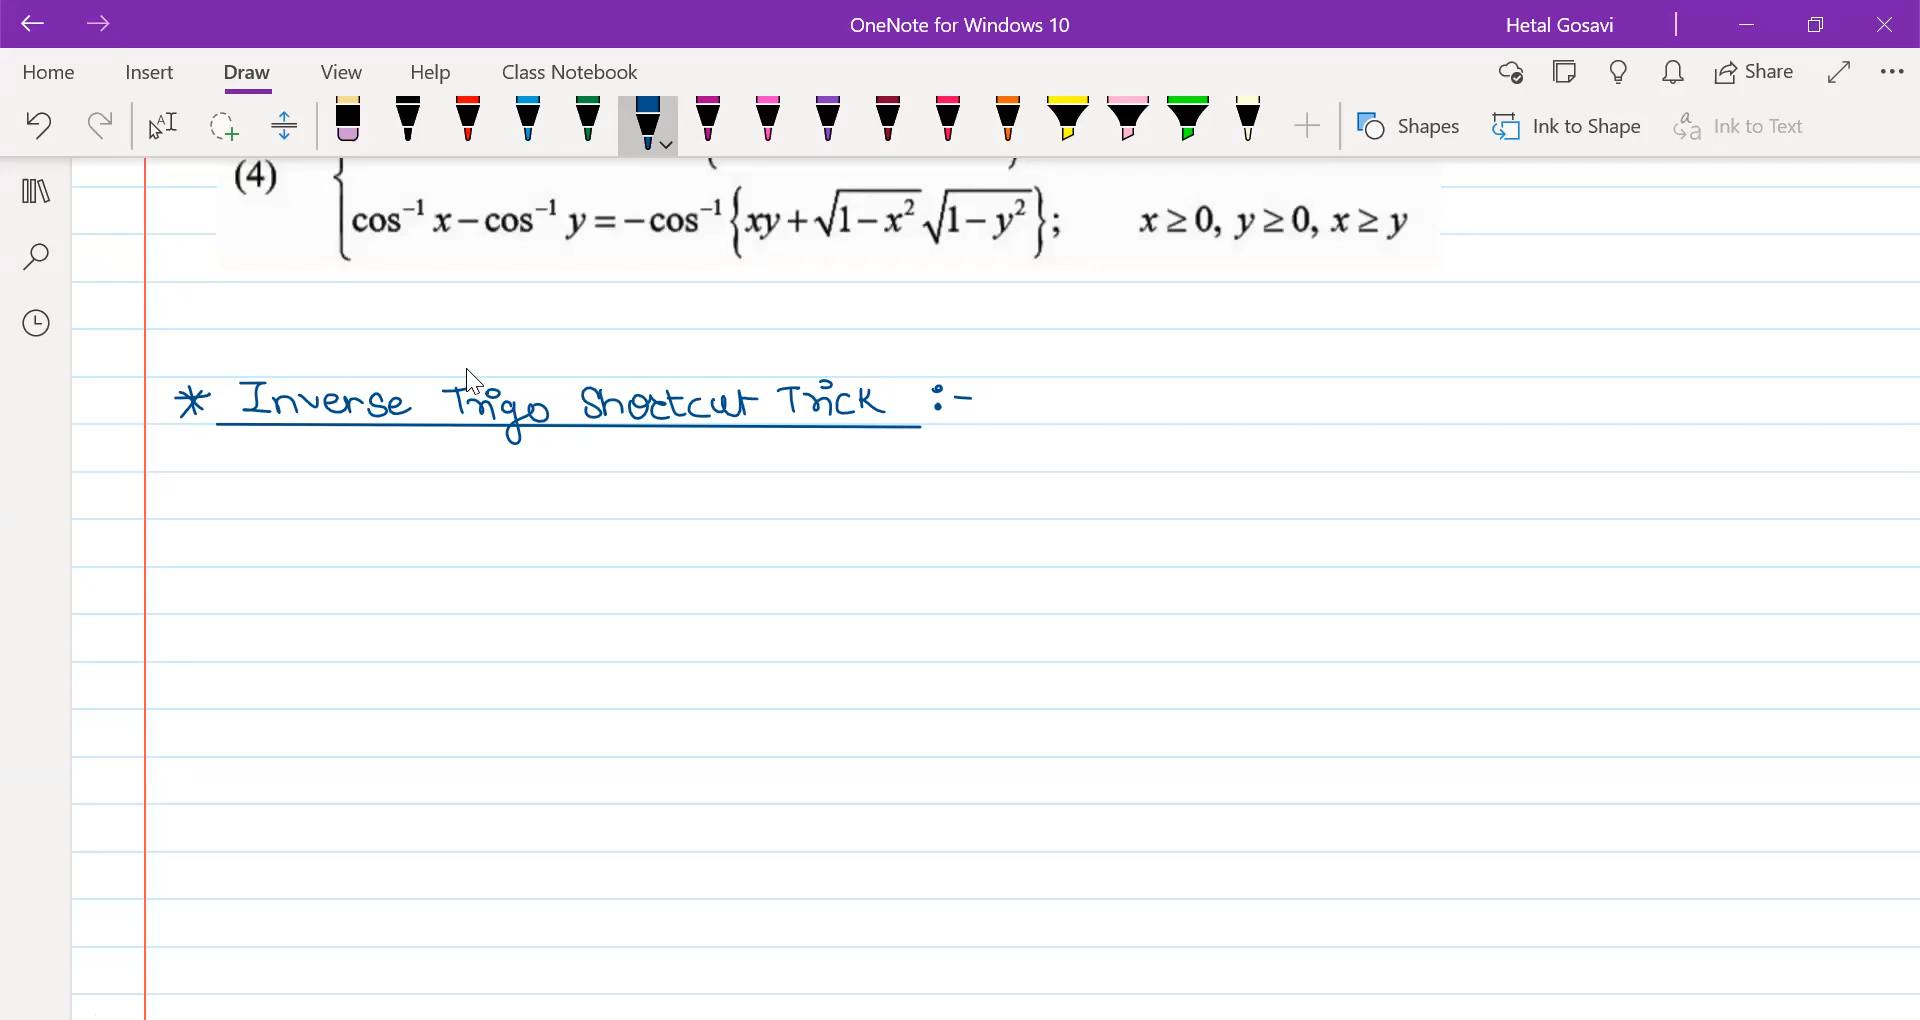 OneNote for Windows 10
Hetal Gosavi
Home Insert Draw View Help Class Notebook Share
Shapes Ink to Shape Ink to Text
(4)
cos⁻¹ x − cos⁻¹ y = − cos⁻¹ {xy + √1 − x² √1 − y²}; x ≥ 0, y ≥ 0, x ≥ y
* Inverse Trigo Shortcut Trick :-